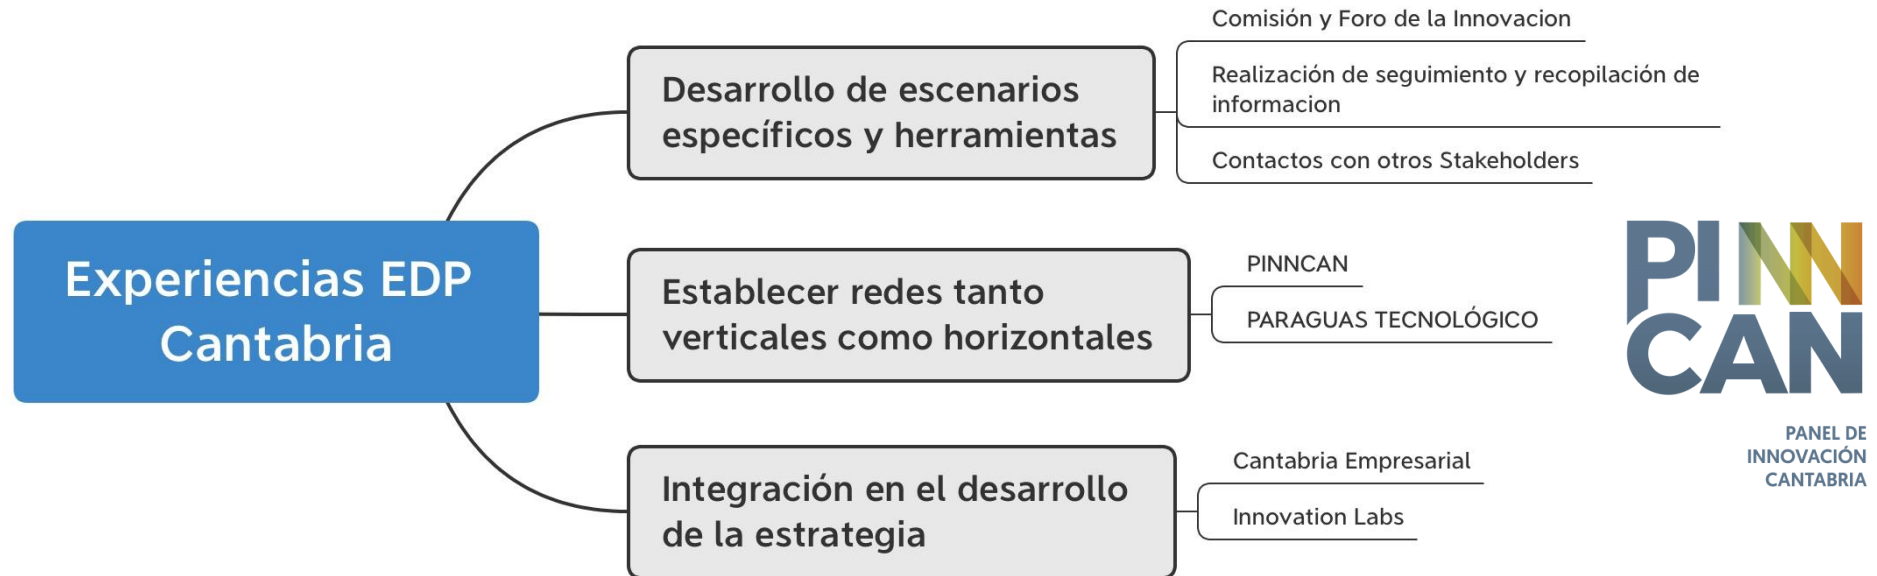 Experiencias EDP
Cantabria
Desarrollo de escenarios
específicos y herramientas
Comisión y Foro de la Innovacion
Realización de seguimiento y recopilación de
informacion
Contactos con otros Stakeholders
Establecer redes tanto
verticales como horizontales
PINNCAN
PARAGUAS TECNOLÓGICO
Integración en el desarrollo
de la estrategia
Cantabria Empresarial
Innovation Labs
PINN
CAN
PANEL DE
INNOVACIÓN
CANTABRIA